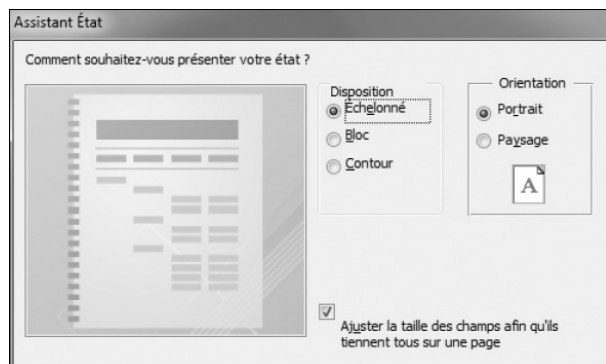 Assistant État
Comment souhaitez-vous présenter votre état ?
Disposition
Échelonné
Bloc
Contour
Orientation
Portrait
Paysage
A
Ajuster la taille des champs afin qu'ils
tiennent tous sur une page